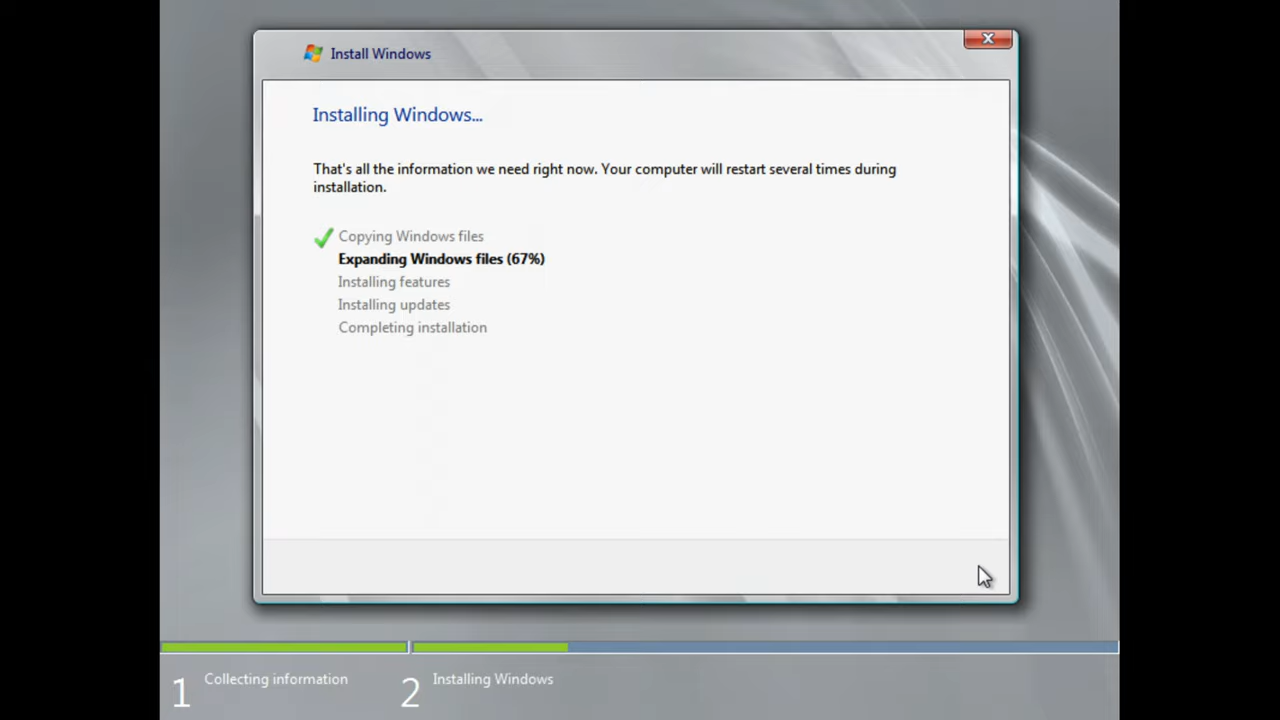 Install Windows
Installing Windows...
That's all the information we need right now. Your computer will restart several times during
installation.
Copying Windows files
Expanding Windows files (67%)
Installing features
Installing updates
Completing installation
1 Collecting information
2 Installing Windows